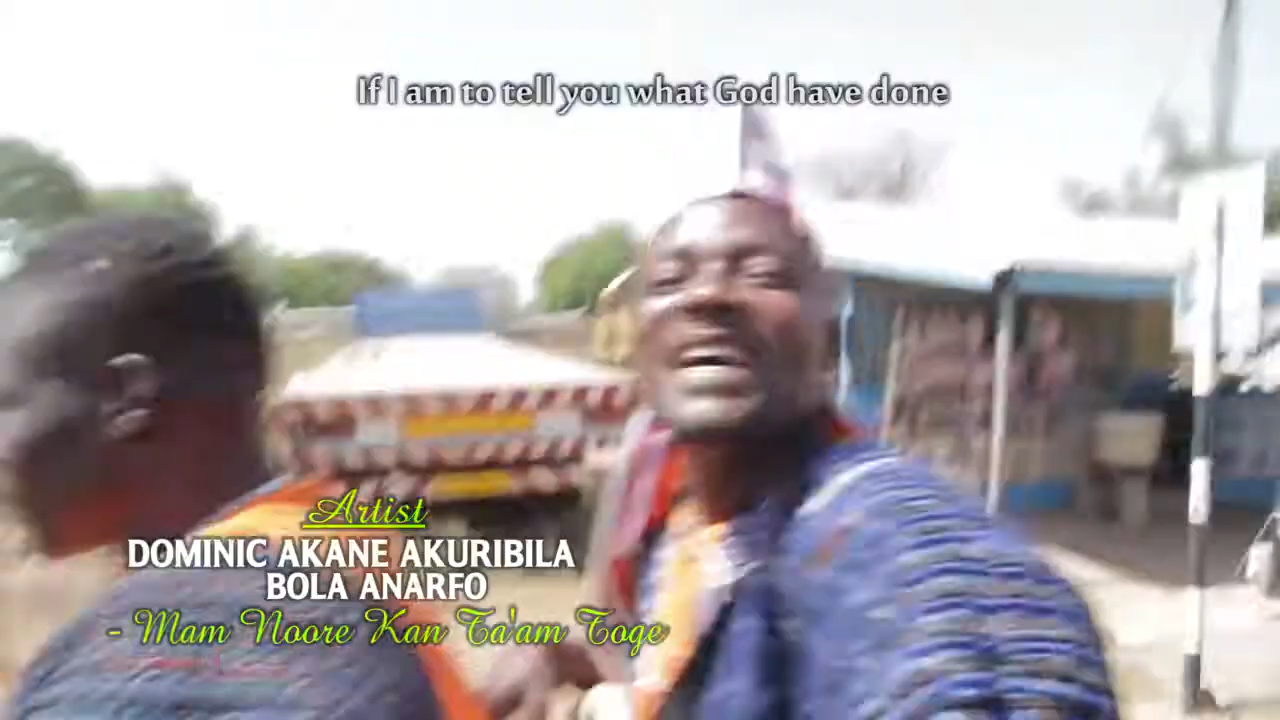 If I am to tell you what God have done
Artist
DOMINIC AKANE AKURIBILA
BOLA ANARFO
- Mam Noore Kan Ta'am Toge